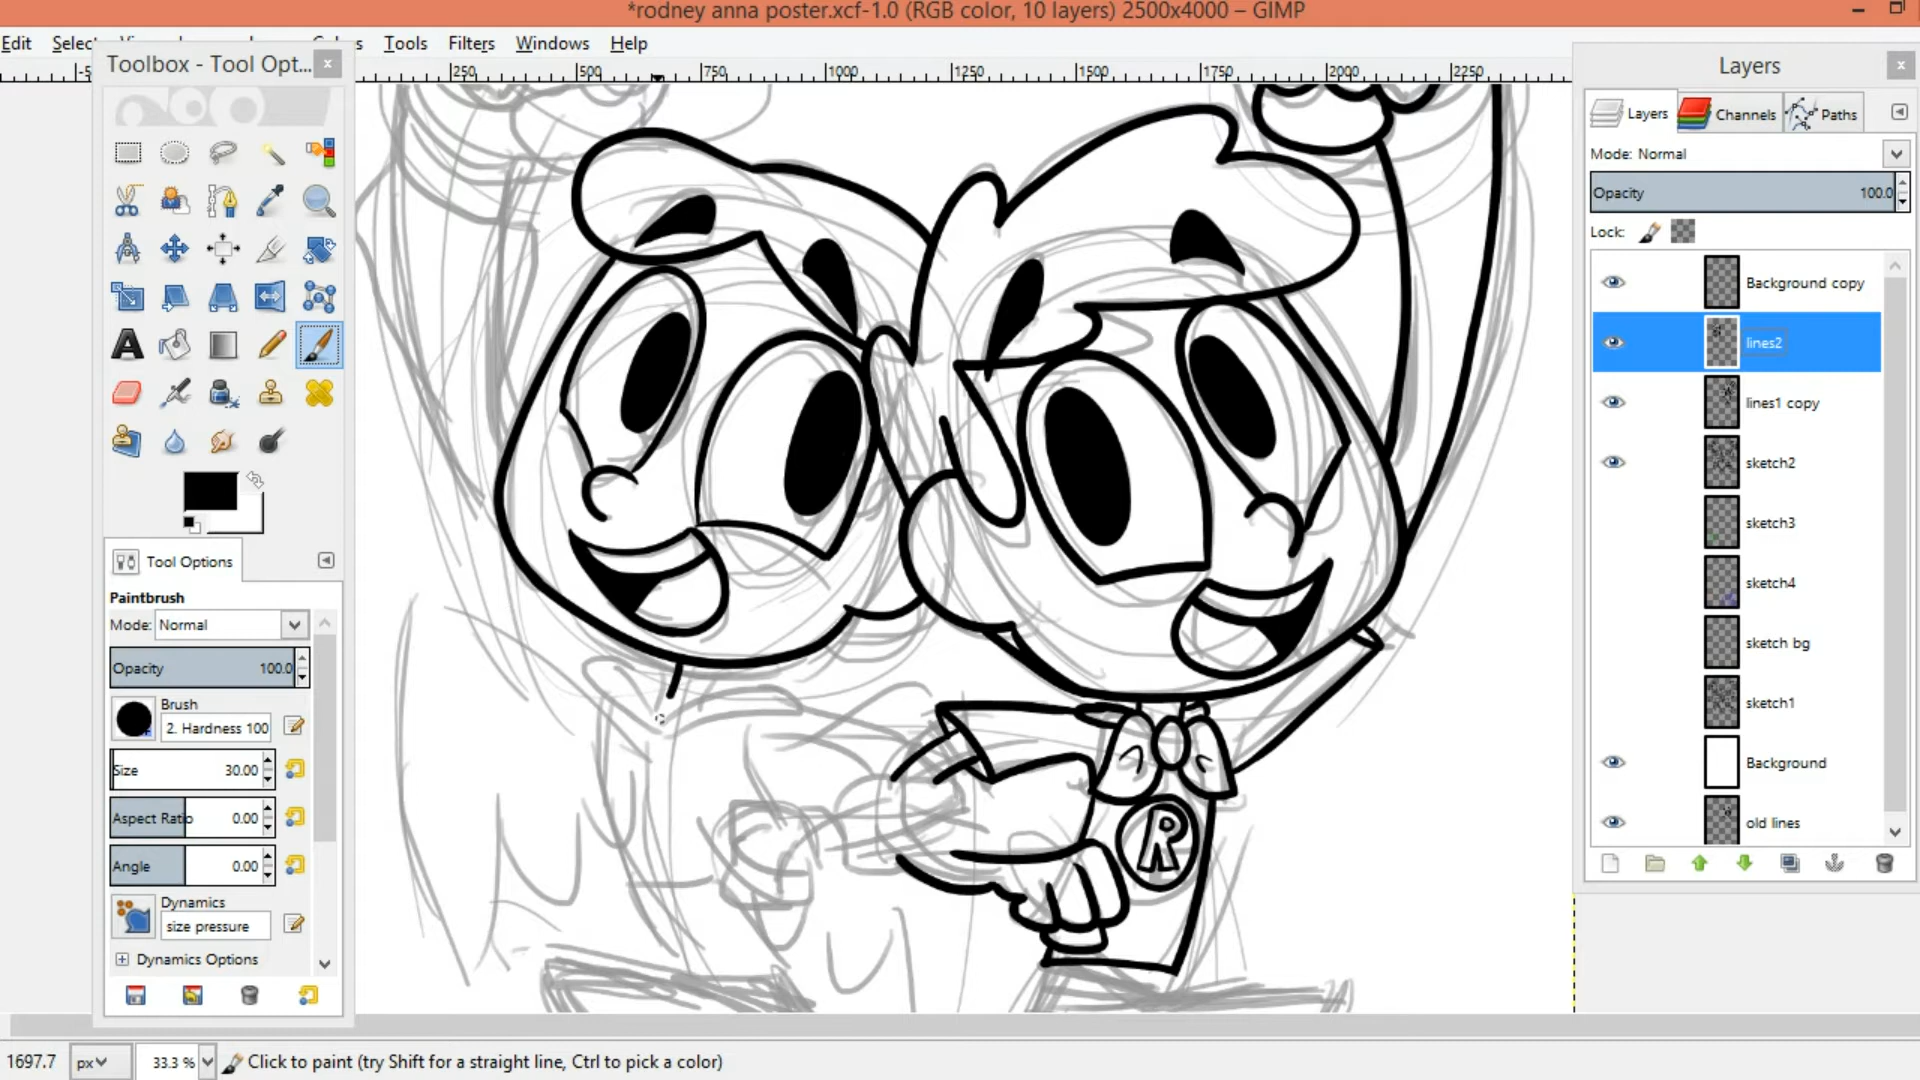 *rodney anna poster.xcf-1.0 (RGB color, 10 layers) 2500x4000 – GIMP
Edit Select Colors Tools Filters Windows Help
Toolbox - Tool Opt...
250 500 750 1000 1250 1500 1750 2000 2250
Layers
Layers Channels Paths
Mode: Normal
Opacity 100.0
Lock:
Background copy
lines2
lines1 copy
sketch2
sketch3
sketch4
sketch bg
sketch1
Background
old lines
Tool Options
Paintbrush
Mode: Normal
Opacity 100.0
Brush
2. Hardness 100
Size 30.00
Aspect Ratio 0.00
Angle 0.00
Dynamics
size pressure
Dynamics Options
R
1697.7 px 33.3 % Click to paint (try Shift for a straight line, Ctrl to pick a color)